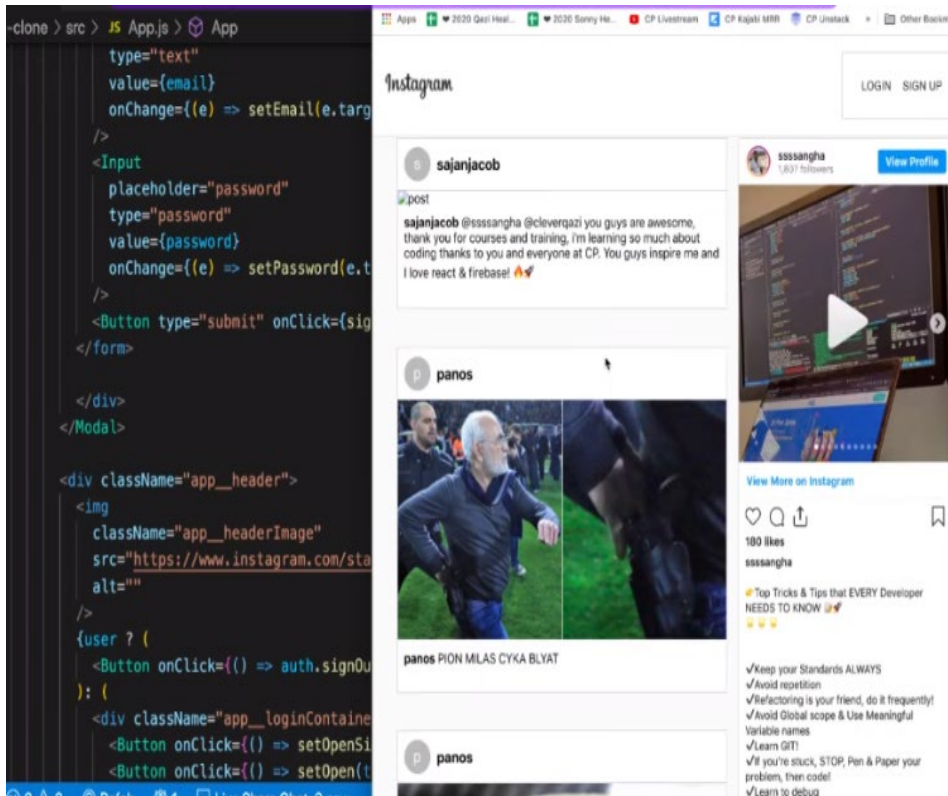 -clone > src > JS App.js > App
type="text"
value={email}
onChange={(e) => setEmail(e.targ
/>
<Input
placeholder="password"
type="password"
value={password}
onChange={(e) => setPassword(e.t
/>
<Button type="submit" onClick={sig
</form>
</div>
</Modal>
<div className="app__header">
<img
className="app__headerImage"
src="https://www.instagram.com/sta
alt=""
/>
{user ? (
<Button onClick={() => auth.signOu
): (
<div className="app__loginContaine
<Button onClick={() => setOpenSi
<Button onClick={() => setOpen(t
Apps ❤ 2020 Qazi Heal... ❤ 2020 Sonny He... CP Livestream CP Kajabi MRR CP Unstack » Other Bookm
Instagram
LOGIN SIGN UP
s sajanjacob
post
sajanjacob @ssssangha @cleverqazi you guys are awesome,
thank you for courses and training, i'm learning so much about
coding thanks to you and everyone at CP. You guys inspire me and
I love react & firebase! 🔥🚀
p panos
panos PION MILAS CYKA BLYAT
p panos
ssssangha
1,807 followers
View Profile
View More on Instagram
180 likes
ssssangha
👉Top Tricks & Tips that EVERY Developer
NEEDS TO KNOW 🚀
✓Keep your Standards ALWAYS
✓Avoid repetition
✓Refactoring is your friend, do it frequently!
✓Avoid Global scope & Use Meaningful
Variable names
✓Learn GIT!
✓If you're stuck, STOP, Pen & Paper your
problem, then code!
✓Learn to debug